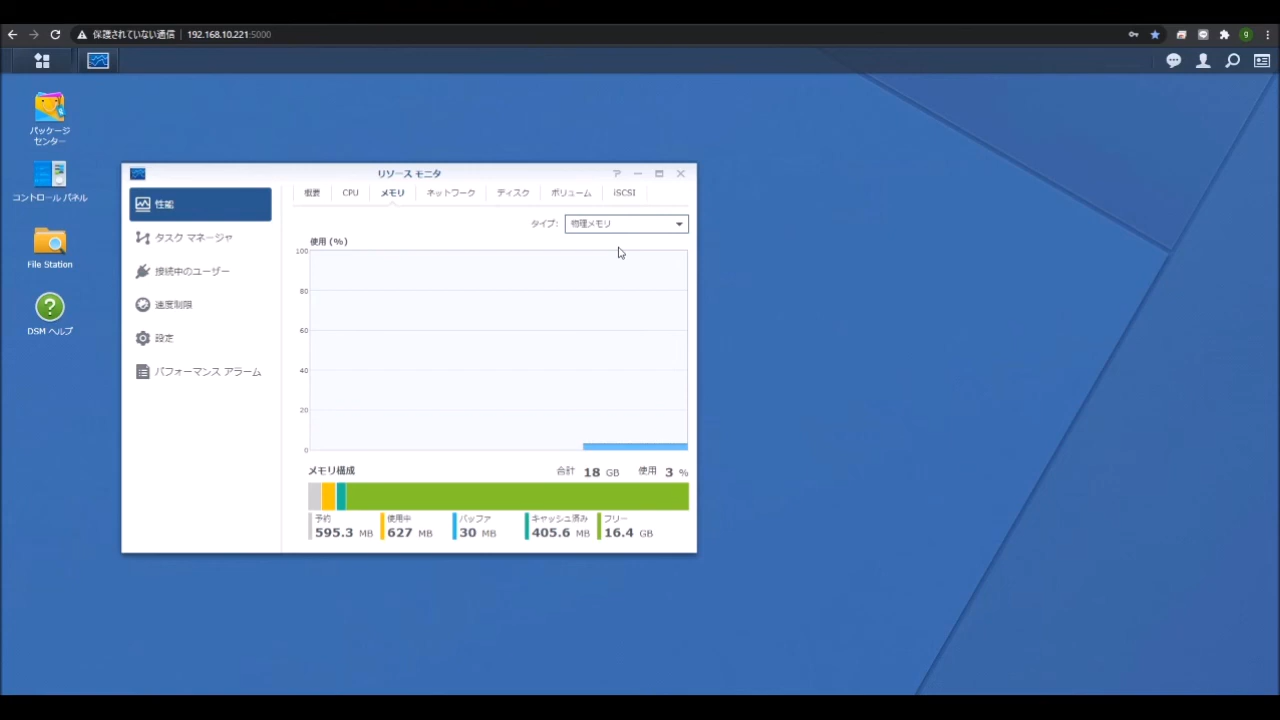 保護されていない通信 192.168.10.221:5000
パッケージ
センター
コントロール パネル
File Station
DSM ヘルプ
リソース モニタ
性能
タスク マネージャ
接続中のユーザー
速度制限
設定
パフォーマンス アラーム
概要 CPU メモリ ネットワーク ディスク ボリューム iSCSI
タイプ: 物理メモリ
使用 (%)
100
80
60
40
20
0
メモリ構成 合計 18 GB 使用 3 %
予約 使用中 バッファ キャッシュ済み フリー
595.3 MB 627 MB 30 MB 405.6 MB 16.4 GB